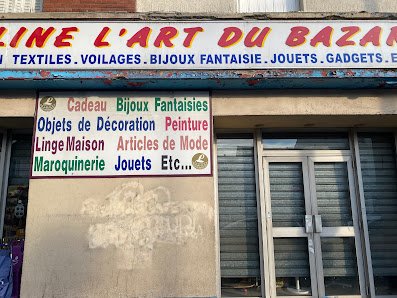 LINE L'ART DU BAZAR
TEXTILES.VOILAGES.BIJOUX FANTAISIE.JOUETS.GADGETS.
Cadeau Bijoux Fantaisies
Objets de Décoration Peinture
Linge Maison Articles de Mode
Maroquinerie Jouets Etc...